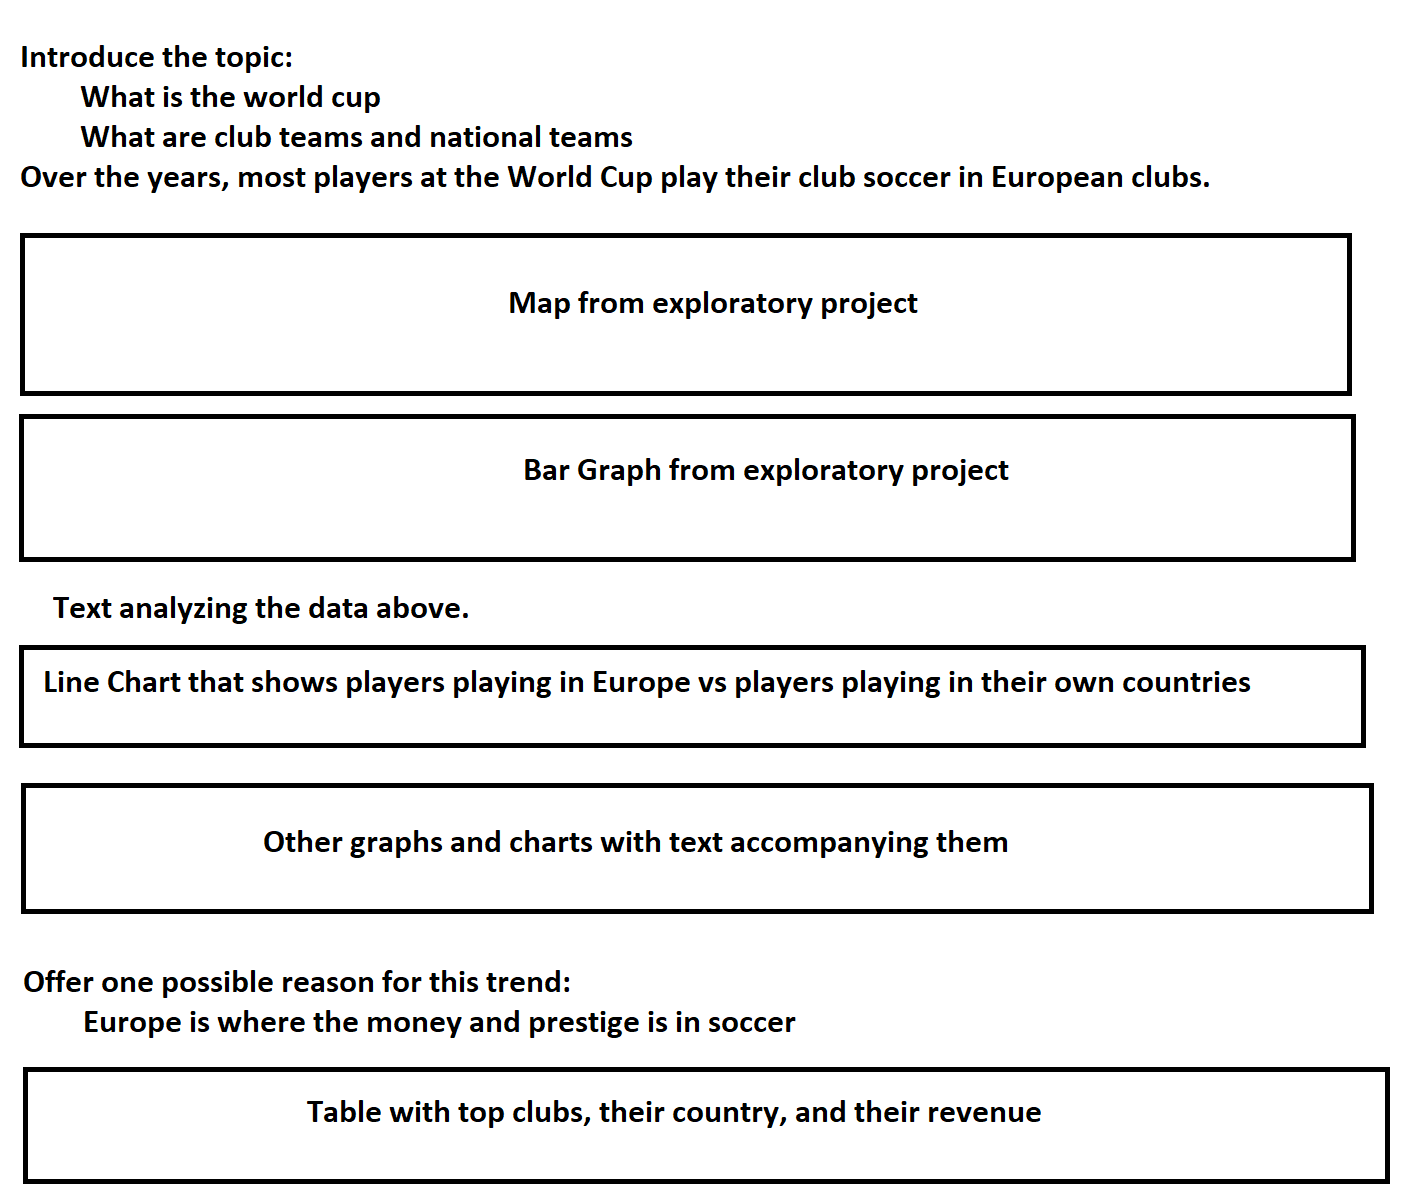 Introduce the topic:
What is the world cup
What are club teams and national teams
Over the years, most players at the World Cup play their club soccer in European clubs.
Map from exploratory project
Bar Graph from exploratory project
Text analyzing the data above.
Line Chart that shows players playing in Europe vs players playing in their own countries
Other graphs and charts with text accompanying them
Offer one possible reason for this trend:
Europe is where the money and prestige is in soccer
Table with top clubs, their country, and their revenue